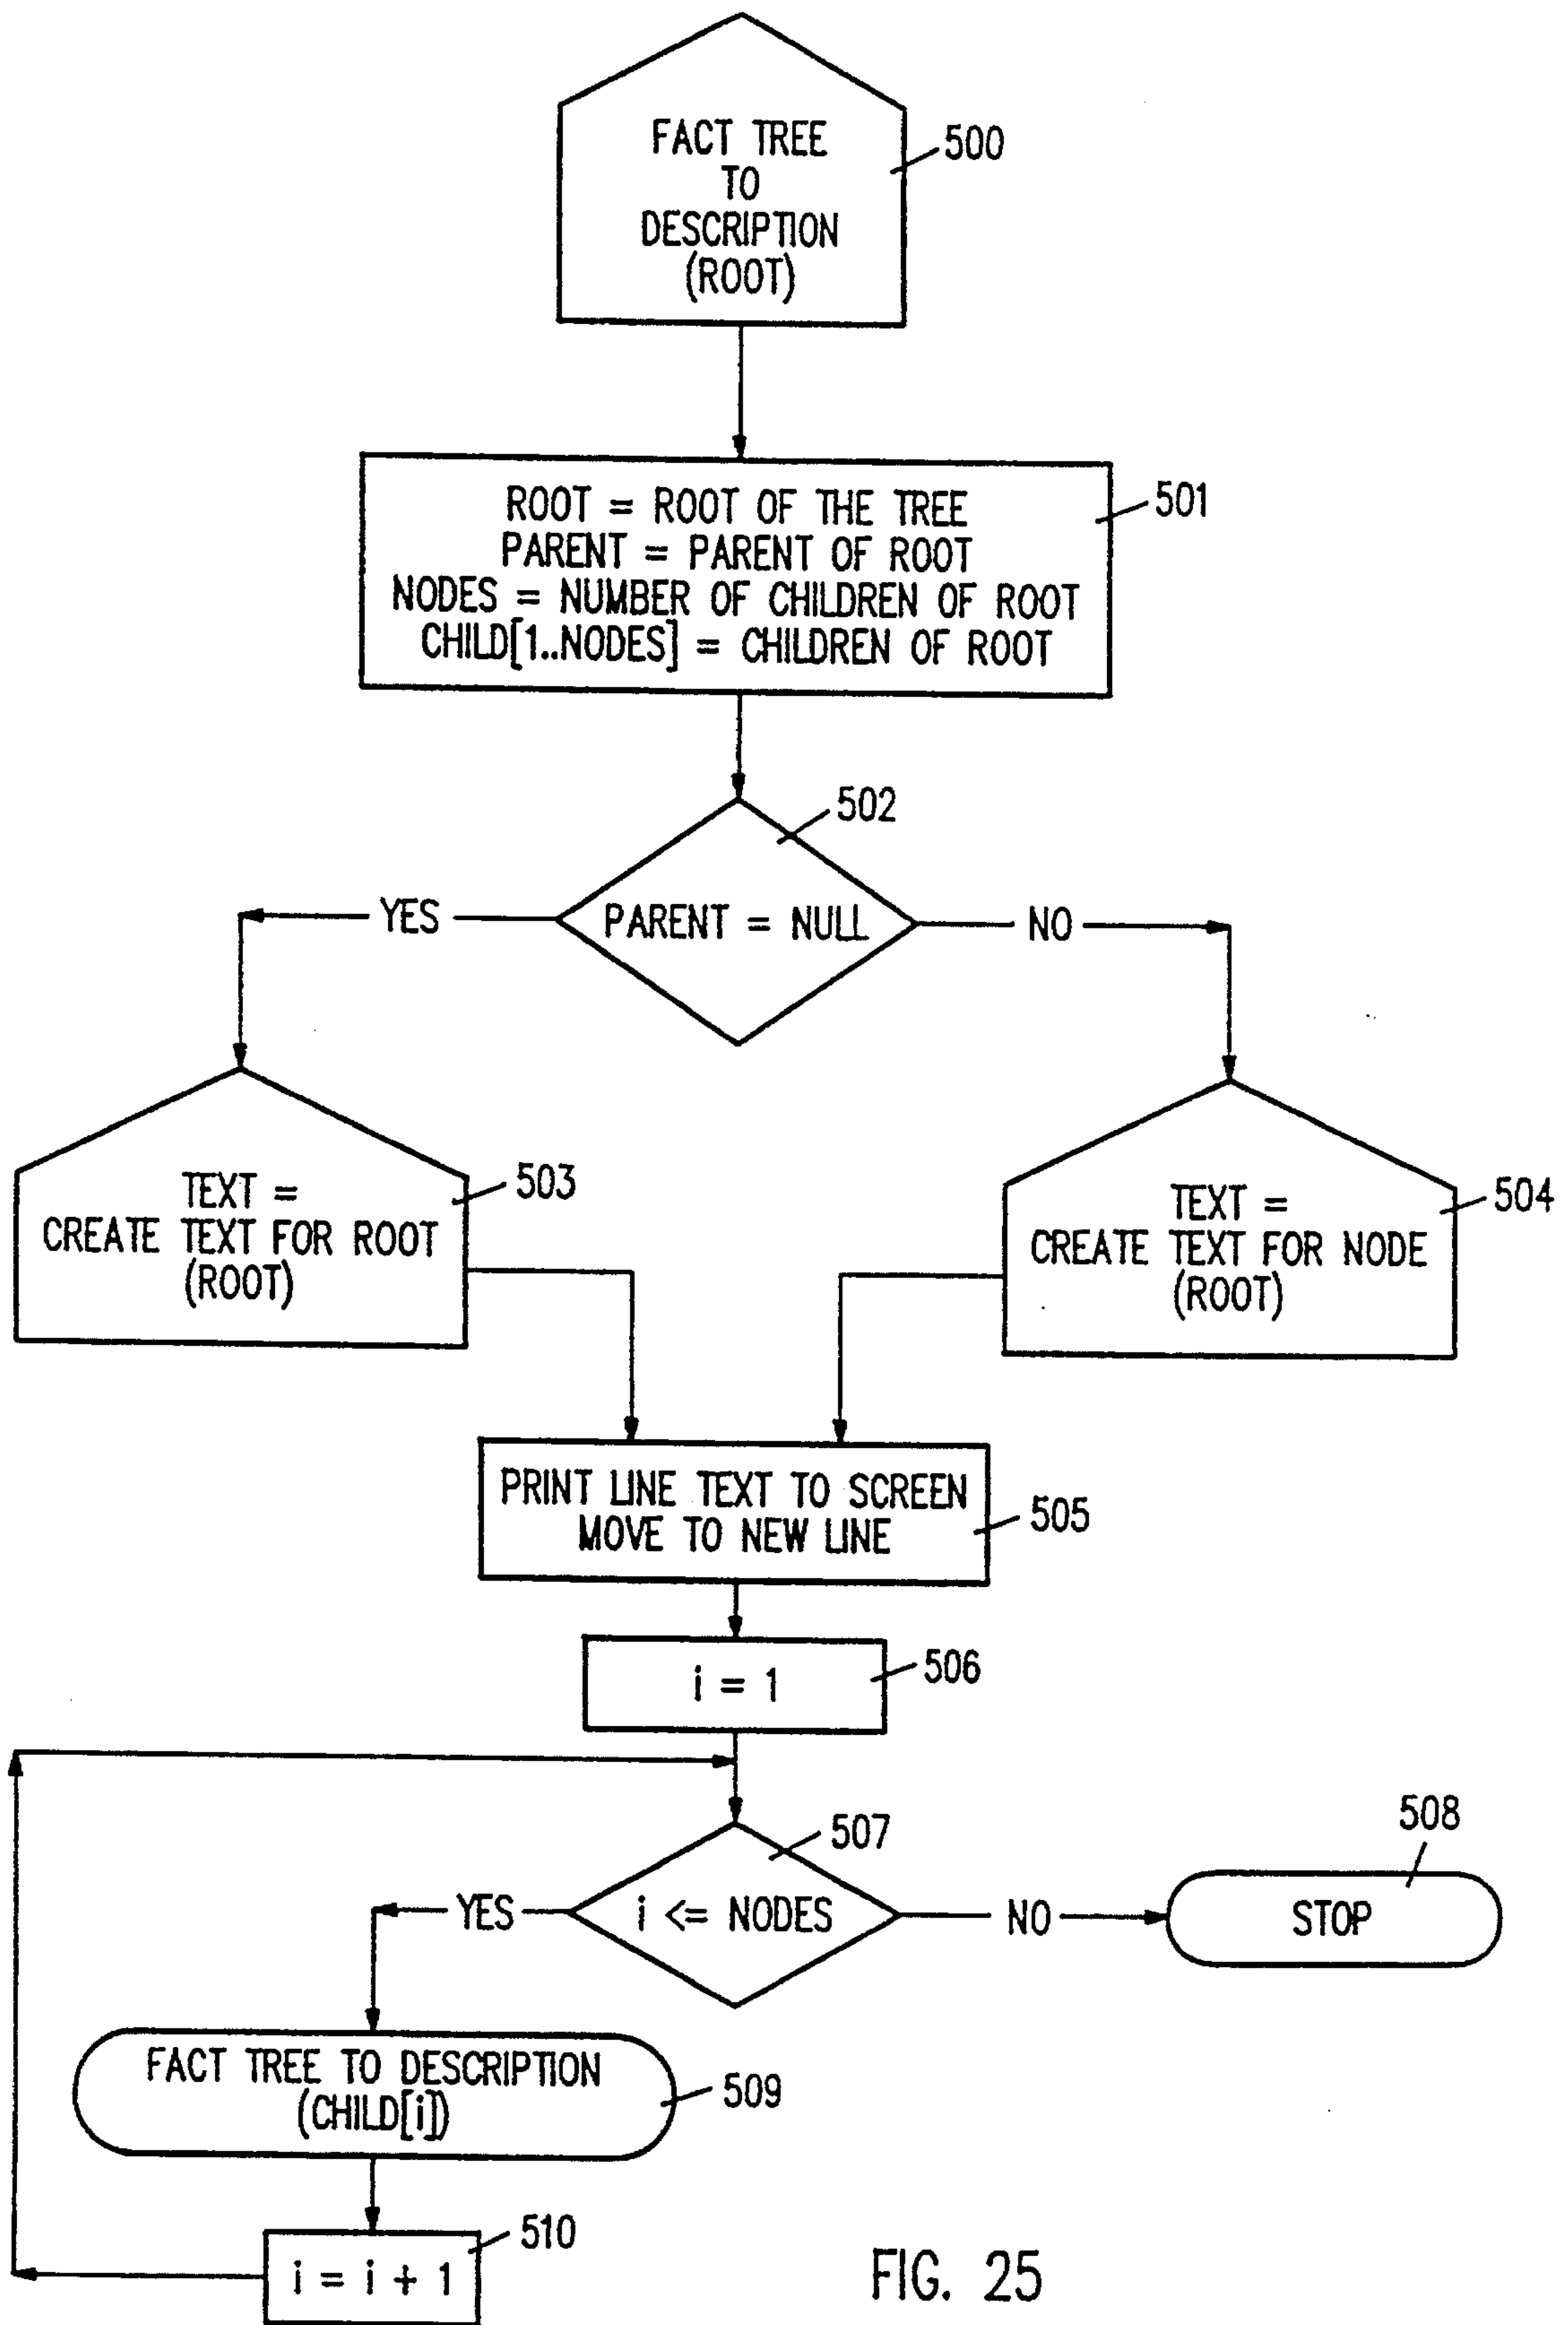 FACT TREE
TO
DESCRIPTION
(ROOT)
500
ROOT = ROOT OF THE TREE
PARENT = PARENT OF ROOT
NODES = NUMBER OF CHILDREN OF ROOT
CHILD[1..NODES] = CHILDREN OF ROOT
501
502
PARENT = NULL
YES
NO
TEXT =
CREATE TEXT FOR ROOT
(ROOT)
503
TEXT =
CREATE TEXT FOR NODE
(ROOT)
504
PRINT LINE TEXT TO SCREEN
MOVE TO NEW LINE
505
i = 1
506
507
i <= NODES
YES
NO
508
STOP
FACT TREE TO DESCRIPTION
(CHILD[i])
509
510
i = i + 1
FIG. 25